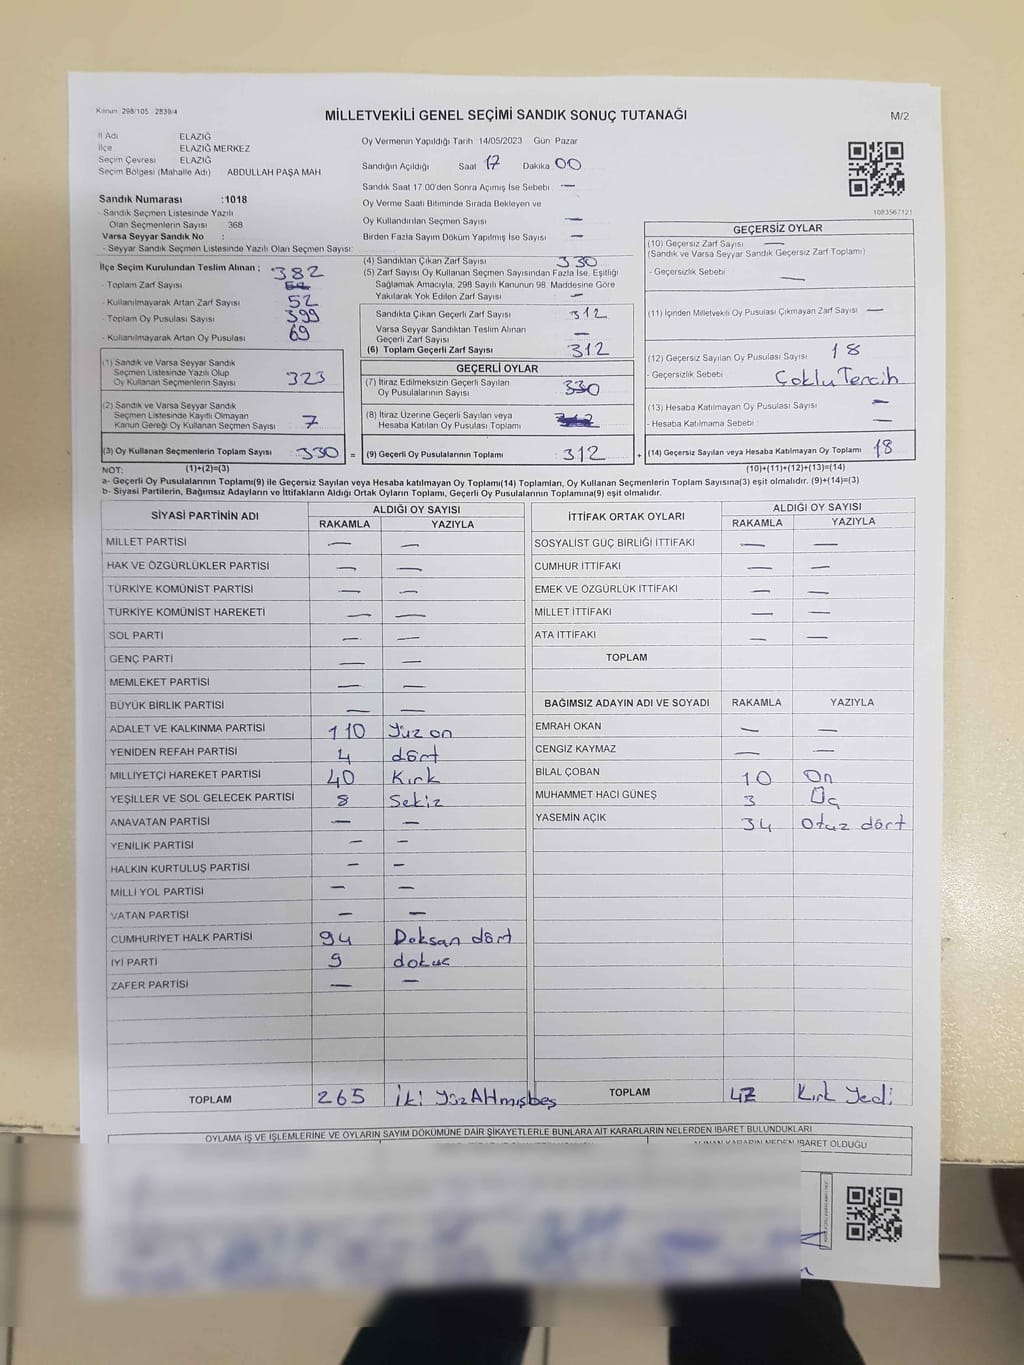 Kanun: 298/105 2839/4
MİLLETVEKİLİ GENEL SEÇİMİ SANDIK SONUÇ TUTANAĞI
M/2
İl Adı ELAZIĞ
İlçe ELAZIĞ MERKEZ
Seçim Çevresi ELAZIĞ
Seçim Bölgesi (Mahalle Adı) ABDULLAH PAŞA MAH
Oy Vermenin Yapıldığı Tarih 14/05/2023 Gün: Pazar
Sandığın Açıldığı Saat 17 Dakika 00
Sandık Saat 17.00'den Sonra Açımış İse Sebebi —
Oy Verme Saati Bitiminde Sırada Bekleyen ve
Oy Kullandırılan Seçmen Sayısı —
Birden Fazla Sayım Döküm Yapılmış İse Sayısı —
1083567121
Sandık Numarası :1018
- Sandık Seçmen Listesinde Yazılı
Olan Seçmenlerin Sayısı 368
Varsa Seyyar Sandık No :
- Seyyar Sandık Seçmen Listesinde Yazılı Olan Seçmen Sayısı:
İlçe Seçim Kurulundan Teslim Alınan ; 382
- Toplam Zarf Sayısı
- Kullanılmayarak Artan Zarf Sayısı 52
- Toplam Oy Pusulası Sayısı 399
- Kullanılmayarak Artan Oy Pusulası 69
(1) Sandık ve Varsa Seyyar Sandık
Seçmen Listesinde Yazılı Olup
Oy Kullanan Seçmenlerin Sayısı 323
(2) Sandık ve Varsa Seyyar Sandık
Seçmen Listesinde Kayıtlı Olmayan
Kanun Gereği Oy Kullanan Seçmen Sayısı 7
(3) Oy Kullanan Seçmenlerin Toplam Sayısı 330 =
(4) Sandıktan Çıkan Zarf Sayısı 330
(5) Zarf Sayısı Oy Kullanan Seçmen Sayısından Fazla İse, Eşitliği
Sağlamak Amacıyla, 298 Sayılı Kanunun 98. Maddesine Göre
Yakılarak Yok Edilen Zarf Sayısı —
Sandıkta Çıkan Geçerli Zarf Sayısı 312
Varsa Seyyar Sandıktan Teslim Alınan
Geçerli Zarf Sayısı —
(6) Toplam Geçerli Zarf Sayısı 312
GEÇERLİ OYLAR
(7) İtiraz Edilmeksizin Geçerli Sayılan
Oy Pusulalarının Sayısı 330
(8) İtiraz Üzerine Geçerli Sayılan veya
Hesaba Katılan Oy Pusulası Toplamı
(9) Geçerli Oy Pusulalarının Toplamı 312 +
GEÇERSİZ OYLAR
(10) Geçersiz Zarf Sayısı —
(Sandık ve Varsa Seyyar Sandık Geçersiz Zarf Toplamı)
- Geçersizlik Sebebi —
(11) İçinden Milletvekili Oy Pusulası Çıkmayan Zarf Sayısı —
(12) Geçersiz Sayılan Oy Pusulası Sayısı 18
- Geçersizlik Sebebi Çoklu Tercih
(13) Hesaba Katılmayan Oy Pusulası Sayısı —
- Hesaba Katılmama Sebebi —
(14) Geçersiz Sayılan veya Hesaba Katılmayan Oy Toplamı 18
NOT: (1)+(2)=(3) (10)+(11)+(12)+(13)=(14)
a- Geçerli Oy Pusulalarının Toplamı(9) ile Geçersiz Sayılan veya Hesaba katılmayan Oy Toplamı(14) Toplamları, Oy Kullanan Seçmenlerin Toplam Sayısına(3) eşit olmalıdır. (9)+(14)=(3)
b- Siyasi Partilerin, Bağımsız Adayların ve İttifakların Aldığı Ortak Oyların Toplamı, Geçerli Oy Pusulalarının Toplamına(9) eşit olmalıdır.
SİYASİ PARTİNİN ADI ALDIĞI OY SAYISI
RAKAMLA YAZIYLA
MİLLET PARTİSİ — —
HAK VE ÖZGÜRLÜKLER PARTİSİ — —
TÜRKİYE KOMÜNİST PARTİSİ — —
TÜRKİYE KOMÜNİST HAREKETİ — —
SOL PARTİ — —
GENÇ PARTİ — —
MEMLEKET PARTİSİ — —
BÜYÜK BİRLİK PARTİSİ — —
ADALET VE KALKINMA PARTİSİ 110 Yüz on
YENİDEN REFAH PARTİSİ 4 dört
MİLLİYETÇİ HAREKET PARTİSİ 40 Kırk
YEŞİLLER VE SOL GELECEK PARTİSİ 8 Sekiz
ANAVATAN PARTİSİ — —
YENİLİK PARTİSİ — —
HALKIN KURTULUŞ PARTİSİ — —
MİLLİ YOL PARTİSİ — —
VATAN PARTİSİ — —
CUMHURİYET HALK PARTİSİ 94 Doksan dört
İYİ PARTİ 9 dokuz
ZAFER PARTİSİ — —
TOPLAM 265 İki YüzAltmışbeş
İTTİFAK ORTAK OYLARI ALDIĞI OY SAYISI
RAKAMLA YAZIYLA
SOSYALİST GÜÇ BİRLİĞİ İTTİFAKI — —
CUMHUR İTTİFAKI — —
EMEK VE ÖZGÜRLÜK İTTİFAKI — —
MİLLET İTTİFAKI — —
ATA İTTİFAKI — —
TOPLAM
BAĞIMSIZ ADAYIN ADI VE SOYADI RAKAMLA YAZIYLA
EMRAH OKAN — —
CENGİZ KAYMAZ — —
BİLAL ÇOBAN 10 On
MUHAMMET HACI GÜNEŞ 3 Üç
YASEMİN AÇIK 34 Otuz dört
TOPLAM 47 Kırk Yedi
OYLAMA İŞ VE İŞLEMLERİNE VE OYLARIN SAYIM DÖKÜMÜNE DAİR ŞİKAYETLERLE BUNLARA AİT KARARLARIN NELERDEN İBARET BULUNDUKLARI
ALINAN KARARIN NEDEN İBARET OLDUĞU